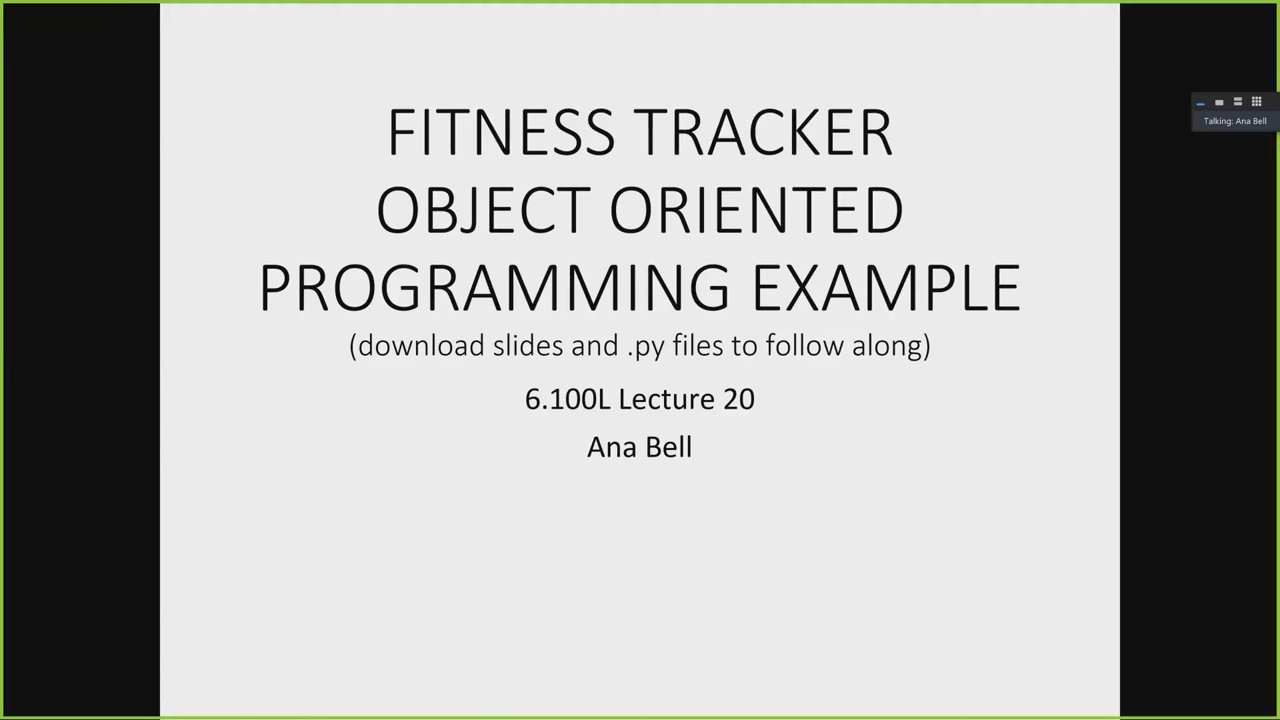 FITNESS TRACKER
OBJECT ORIENTED
PROGRAMMING EXAMPLE
(download slides and .py files to follow along)
6.100L Lecture 20
Ana Bell
Talking: Ana Bell